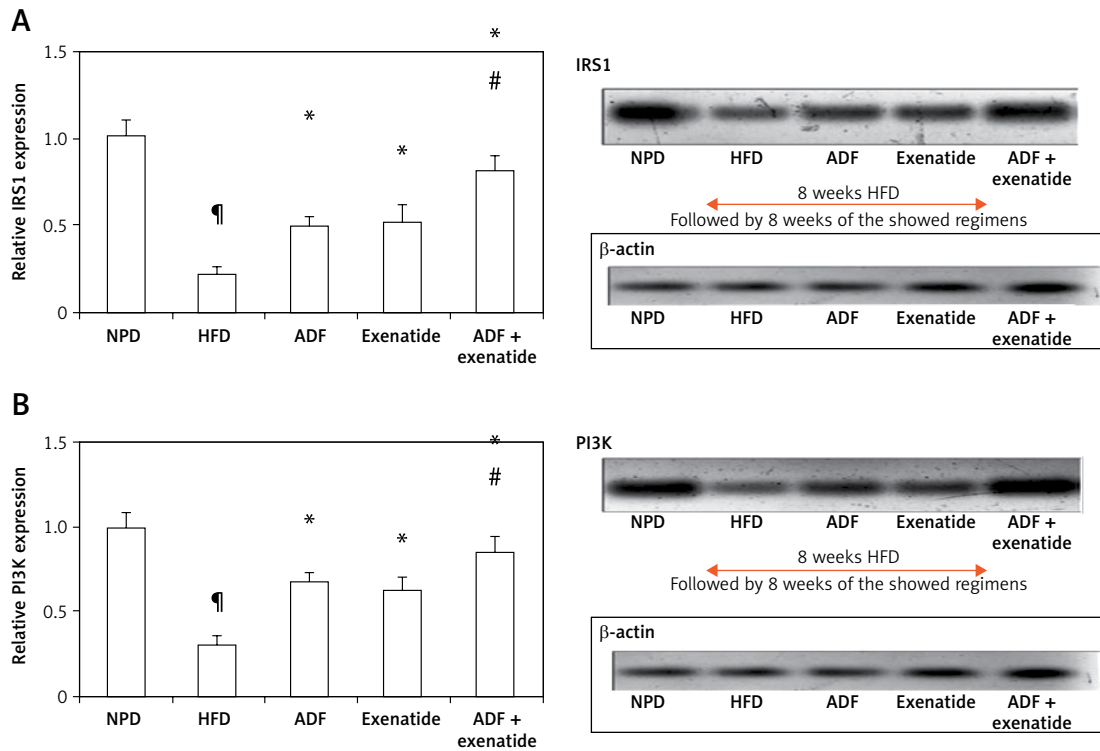 A
Relative IRS1 expression
1.5
1.0
0.5
0
¶
*
*
*
#
NPD HFD ADF Exenatide ADF +
exenatide
IRS1
NPD HFD ADF Exenatide ADF +
exenatide
8 weeks HFD
Followed by 8 weeks of the showed regimens
β-actin
NPD HFD ADF Exenatide ADF +
exenatide
B
Relative PI3K expression
1.5
1.0
0.5
0
¶
*
*
*
#
NPD HFD ADF Exenatide ADF +
exenatide
PI3K
NPD HFD ADF Exenatide ADF +
exenatide
8 weeks HFD
Followed by 8 weeks of the showed regimens
β-actin
NPD HFD ADF Exenatide ADF +
exenatide